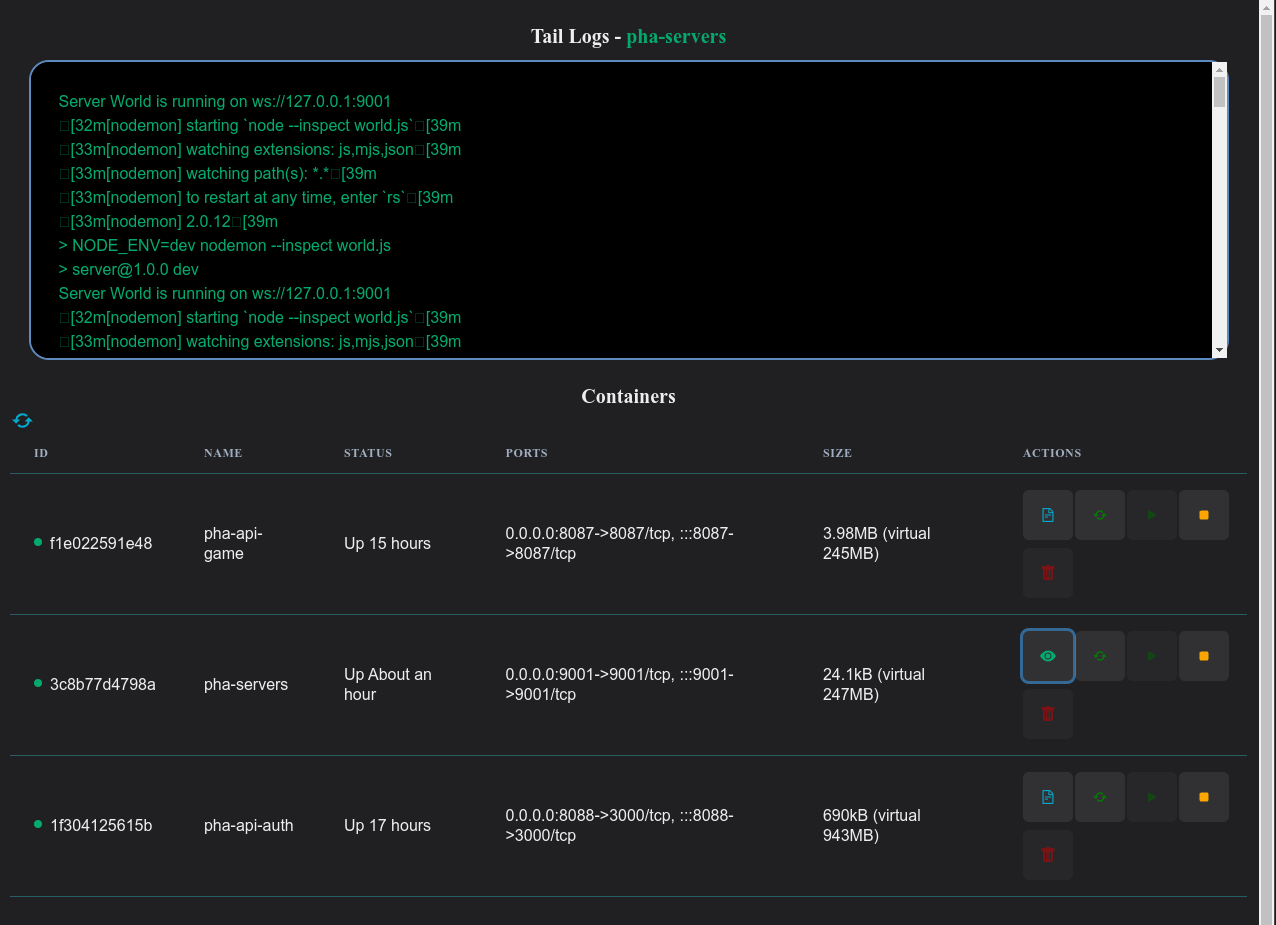 Tail Logs - pha-servers
Server World is running on ws://127.0.0.1:9001
□[32m[nodemon] starting `node --inspect world.js`□[39m
□[33m[nodemon] watching extensions: js,mjs,json□[39m
□[33m[nodemon] watching path(s): *.*□[39m
□[33m[nodemon] to restart at any time, enter `rs`□[39m
□[33m[nodemon] 2.0.12□[39m
> NODE_ENV=dev nodemon --inspect world.js
> server@1.0.0 dev
Server World is running on ws://127.0.0.1:9001
□[32m[nodemon] starting `node --inspect world.js`□[39m
□[33m[nodemon] watching extensions: js,mjs,json□[39m
Containers
ID NAME STATUS PORTS SIZE ACTIONS
f1e022591e48
pha-api-
game
Up 15 hours
0.0.0.0:8087->8087/tcp, :::8087-
>8087/tcp
3.98MB (virtual
245MB)
3c8b77d4798a
pha-servers
Up About an
hour
0.0.0.0:9001->9001/tcp, :::9001-
>9001/tcp
24.1kB (virtual
247MB)
1f304125615b
pha-api-auth
Up 17 hours
0.0.0.0:8088->3000/tcp, :::8088-
>3000/tcp
690kB (virtual
943MB)